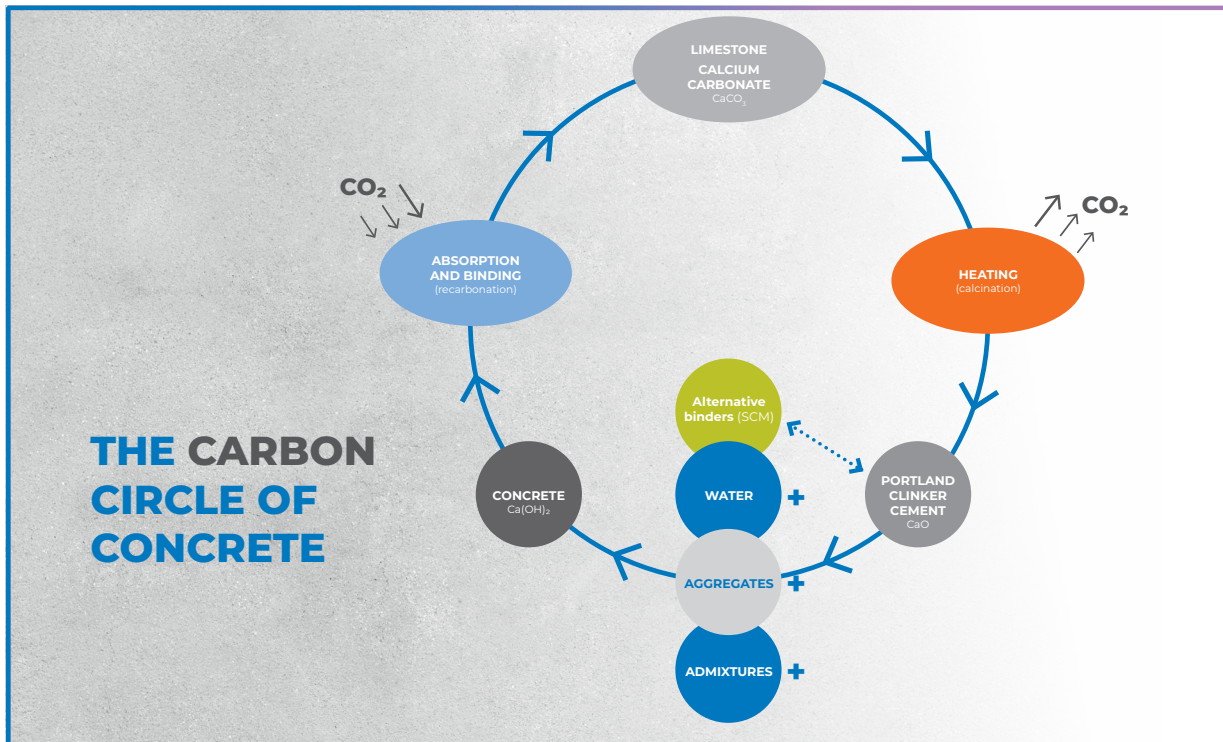 THE CARBON
CIRCLE OF
CONCRETE
LIMESTONE
CALCIUM
CARBONATE
CaCO₃
CO₂
HEATING
(calcination)
PORTLAND
CLINKER
CEMENT
CaO
Alternative
binders (SCM)
WATER
+
AGGREGATES
+
ADMIXTURES
+
CONCRETE
Ca(OH)₂
ABSORPTION
AND BINDING
(recarbonation)
CO₂